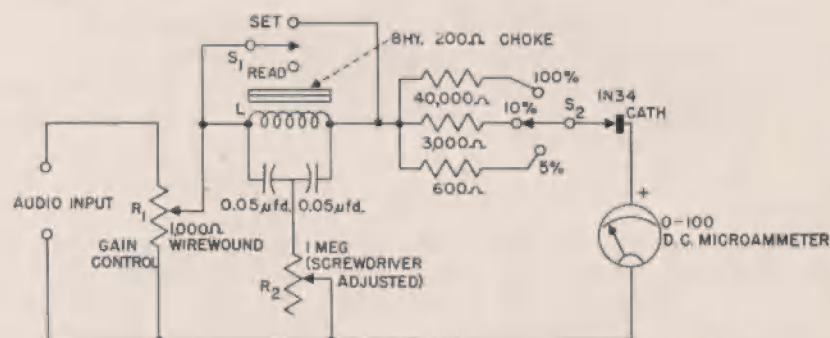 SET
8HY, 200Ω CHOKE
S1
READ
L
100%
40,000Ω
10%
S2
1N34
CATH
3,000Ω
5%
600Ω
AUDIO INPUT
R1
1,000Ω
WIREWOUND
GAIN
CONTROL
0.05μfd.
0.05μfd.
1 MEG
(SCREWDRIVER
ADJUSTED)
R2
+
0-100
D.C. MICROAMMETER